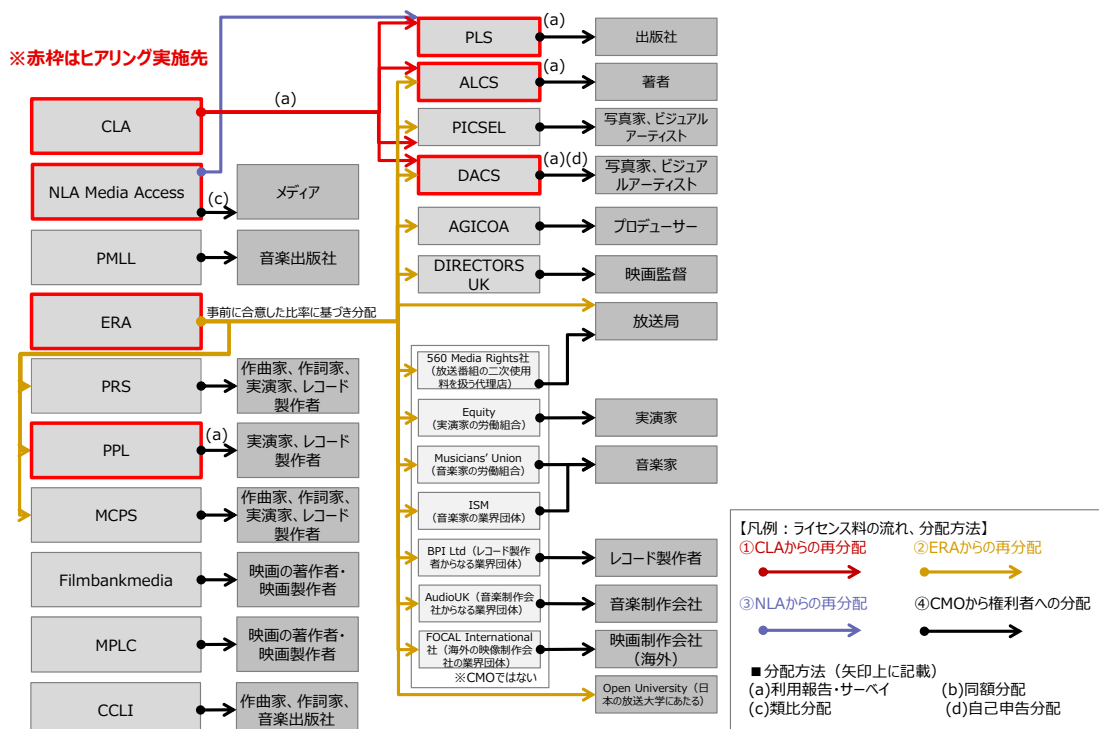 ※赤枠はヒアリング実施先
CLA
(a)
NLA Media Access
(c)
メディア
PMLL
音楽出版社
ERA
事前に合意した比率に基づき分配
PRS
作曲家、作詞家、
実演家、レコード
製作者
PPL
(a)
実演家、レコード
製作者
MCPS
作曲家、作詞家、
実演家、レコード
製作者
Filmbankmedia
映画の著作者・
映画製作者
MPLC
映画の著作者・
映画製作者
CCLI
作曲家、作詞家、
音楽出版社
PLS
(a)
出版社
ALCS
(a)
著者
PICSEL
写真家、ビジュアル
アーティスト
DACS
(a)(d)
写真家、ビジュア
ルアーティスト
AGICOA
プロデューサー
DIRECTORS
UK
映画監督
放送局
560 Media Rights社
（放送番組の二次使用
料を扱う代理店）
Equity
（実演家の労働組合）
実演家
Musicians’ Union
（音楽家の労働組合）
音楽家
ISM
（音楽家の業界団体）
BPI Ltd（レコード製作
者からなる業界団体）
レコード製作者
AudioUK（音楽制作会
社からなる業界団体）
音楽制作会社
FOCAL International
社（海外の映像制作会
社の業界団体）
※CMOではない
映画制作会社
（海外）
Open University（日
本の放送大学にあたる）
【凡例：ライセンス料の流れ、分配方法】
①CLAからの再分配
②ERAからの再分配
③NLAからの再分配
④CMOから権利者への分配
■分配方法（矢印上に記載）
(a)利用報告・サーベイ
(b)同額分配
(c)類比分配
(d)自己申告分配